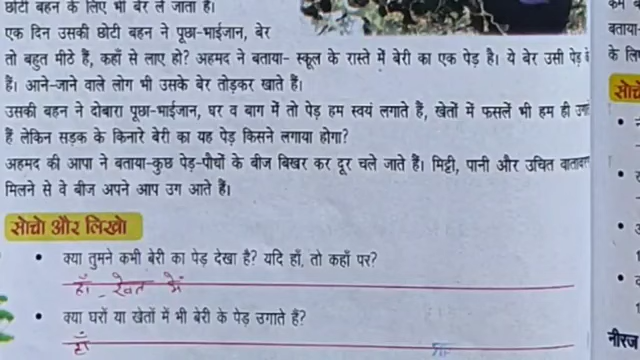 छोटी बहन के लिए भी बेर ले जाता है।
एक दिन उसकी छोटी बहन ने पूछा-भाईजान, बेर
तो बहुत मीठे हैं, कहाँ से लाए हो? अहमद ने बताया- स्कूल के रास्ते में बेरी का एक पेड़ है। ये बेर उसी पेड़ के
हैं। आने-जाने वाले लोग भी उसके बेर तोड़कर खाते हैं।
उसकी बहन ने दोबारा पूछा-भाईजान, घर व बाग में तो पेड़ हम स्वयं लगाते हैं, खेतों में फसलें भी हम ही
हैं लेकिन सड़क के किनारे बेरी का यह पेड़ किसने लगाया होगा?
अहमद की आपा ने बताया-कुछ पेड़-पौधों के बीज बिखर कर दूर चले जाते हैं। मिट्टी, पानी और उचित
मिलने से वे बीज अपने आप उग आते हैं।
सोचो और लिखो
• क्या तुमने कभी बेरी का पेड़ देखा है? यदि हाँ, तो कहाँ पर?
हाँ - खेत में
• क्या घरों या खेतों में भी बेरी के पेड़ उगाते हैं?
हाँ
बताया-
के लि
नीरज